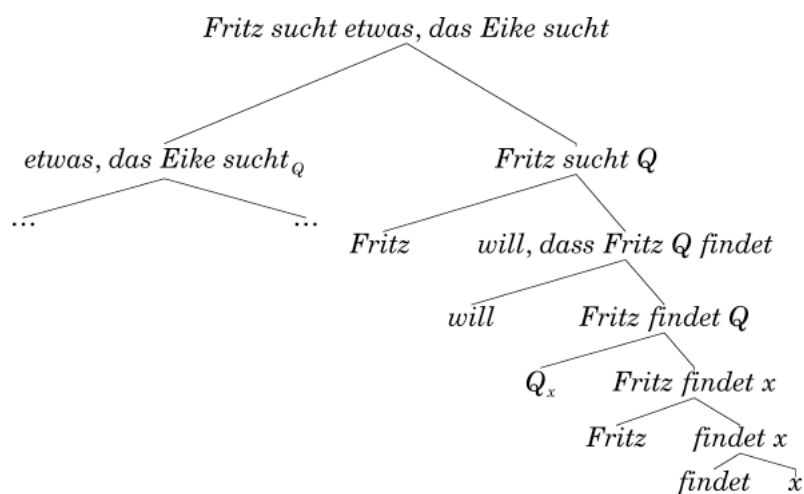 Fritz sucht etwas, das Eike sucht
etwas, das Eike sucht_Q Fritz sucht Q
... ... Fritz will, dass Fritz Q findet
will Fritz findet Q
Q_x Fritz findet x
Fritz findet x
findet x